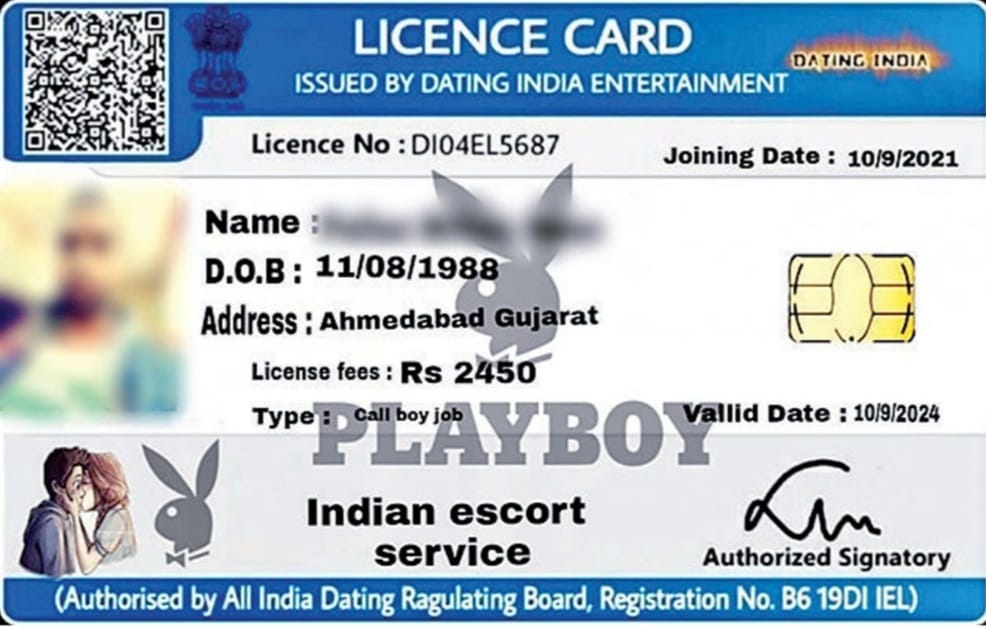 LICENCE CARD
DATING INDIA
ISSUED BY DATING INDIA ENTERTAINMENT
Licence No : DI04EL5687
Joining Date : 10/9/2021
Name :
D.O.B : 11/08/1988
Address : Ahmedabad Gujarat
License fees : Rs 2450
Type : Call boy job
Vallid Date : 10/9/2024
PLAYBOY
Indian escort
service
Authorized Signatory
(Authorised by All India Dating Ragulating Board, Registration No. B6 19DI IEL)